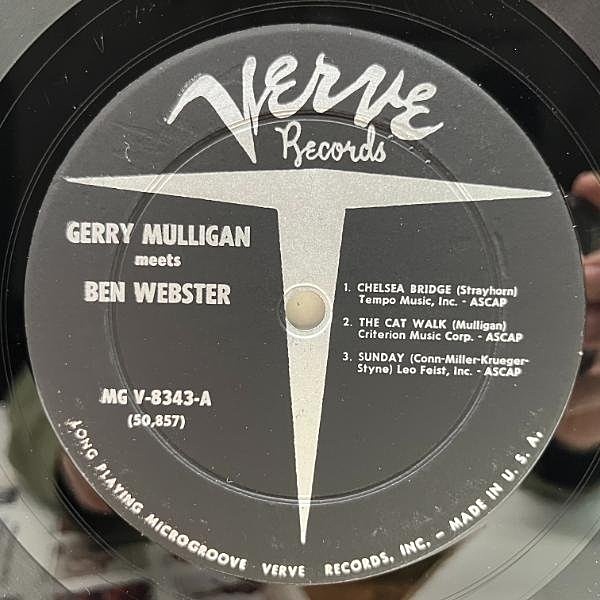 Verve
Records
GERRY MULLIGAN
meets
BEN WEBSTER
1. CHELSEA BRIDGE (Strayhorn)
Tempo Music, Inc. - ASCAP
2. THE CAT WALK (Mulligan)
Criterion Music Corp. - ASCAP
3. SUNDAY (Conn-Miller-Krueger-
Styne) Leo Feist, Inc. - ASCAP
MG V-8343-A
(50,857)
LONG PLAYING MICROGROOVE VERVE RECORDS, INC. – MADE IN U. S. A.